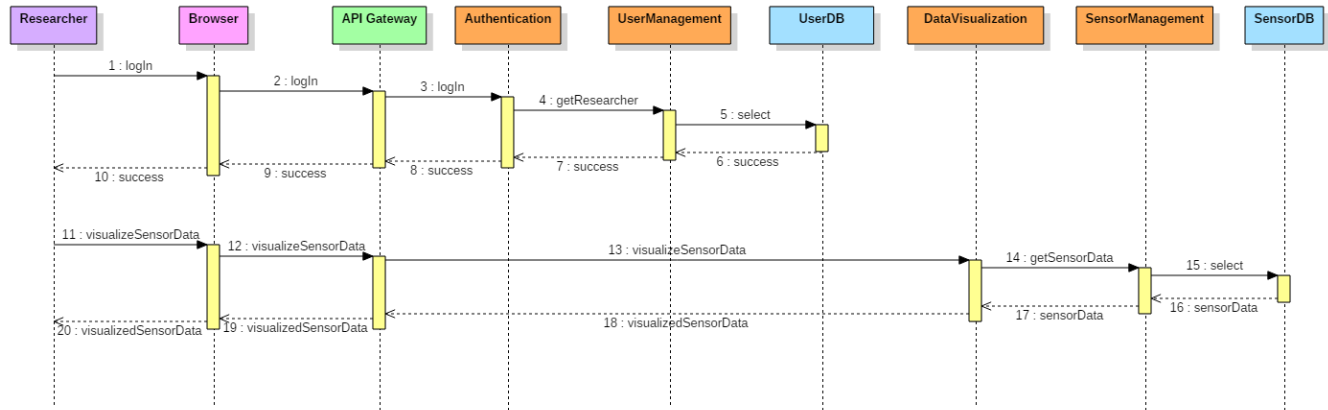 Researcher
Browser
API Gateway
Authentication
UserManagement
UserDB
DataVisualization
SensorManagement
SensorDB
1 : logIn
2 : logIn
3 : logIn
4 : getResearcher
5 : select
6 : success
7 : success
8 : success
9 : success
10 : success
11 : visualizeSensorData
12 : visualizeSensorData
13 : visualizeSensorData
14 : getSensorData
15 : select
16 : sensorData
17 : sensorData
18 : visualizedSensorData
19 : visualizedSensorData
20 : visualizedSensorData